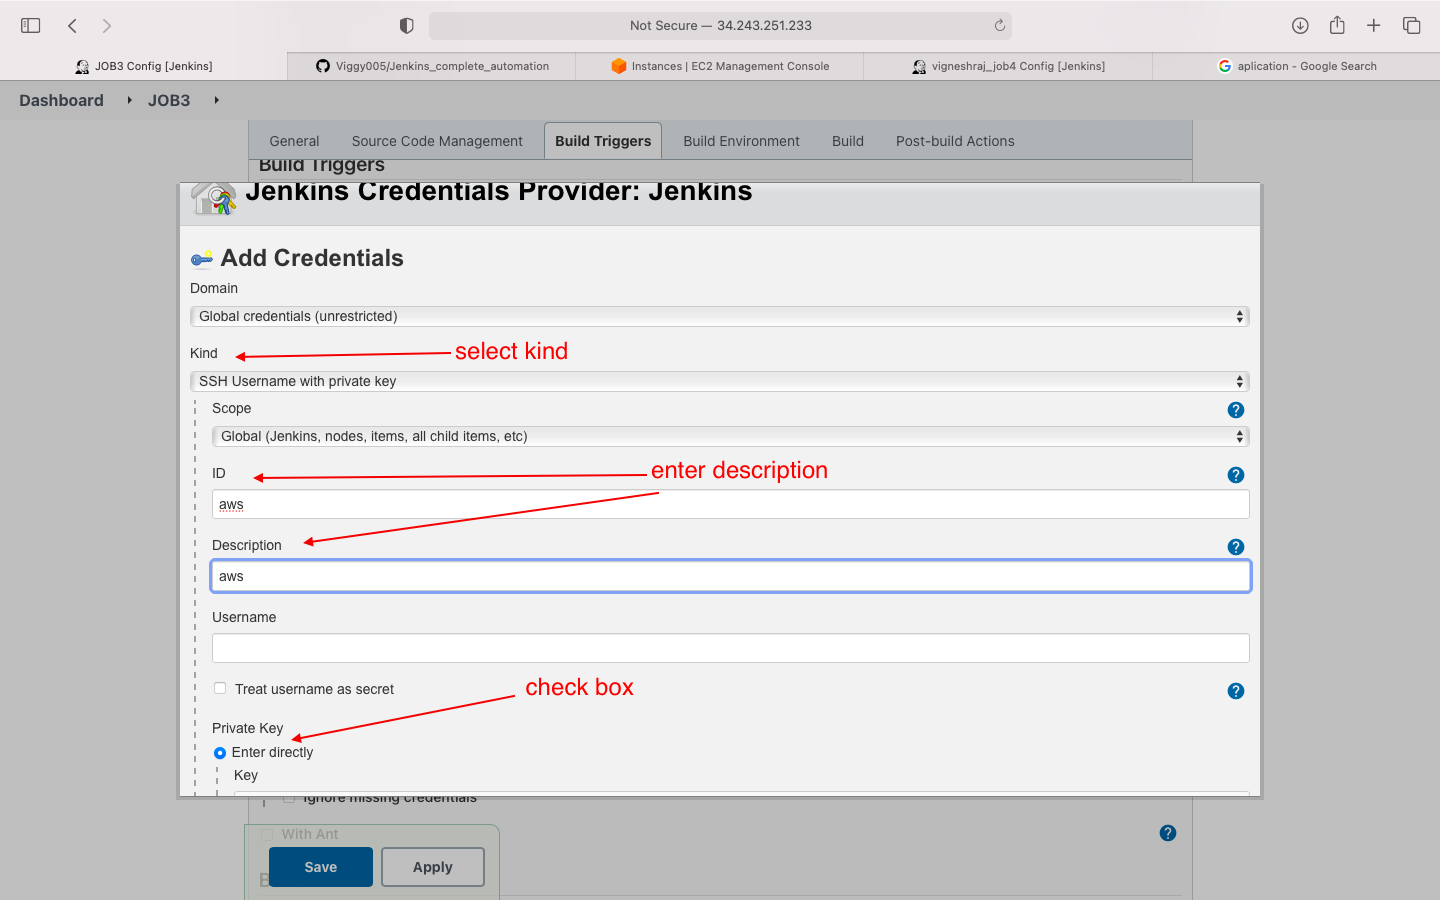 Not Secure — 34.243.251.233
JOB3 Config [Jenkins]
Viggy005/Jenkins_complete_automation
Instances | EC2 Management Console
vigneshraj_job4 Config [Jenkins]
aplication - Google Search
Dashboard
JOB3
General
Source Code Management
Build Triggers
Build Environment
Build
Post-build Actions
Build Triggers
Jenkins Credentials Provider: Jenkins
Add Credentials
Domain
Global credentials (unrestricted)
Kind
select kind
SSH Username with private key
Scope
Global (Jenkins, nodes, items, all child items, etc)
ID
enter description
aws
Description
aws
Username
Treat username as secret
check box
Private Key
Enter directly
Key
Ignore missing credentials
With Ant
Save
Apply